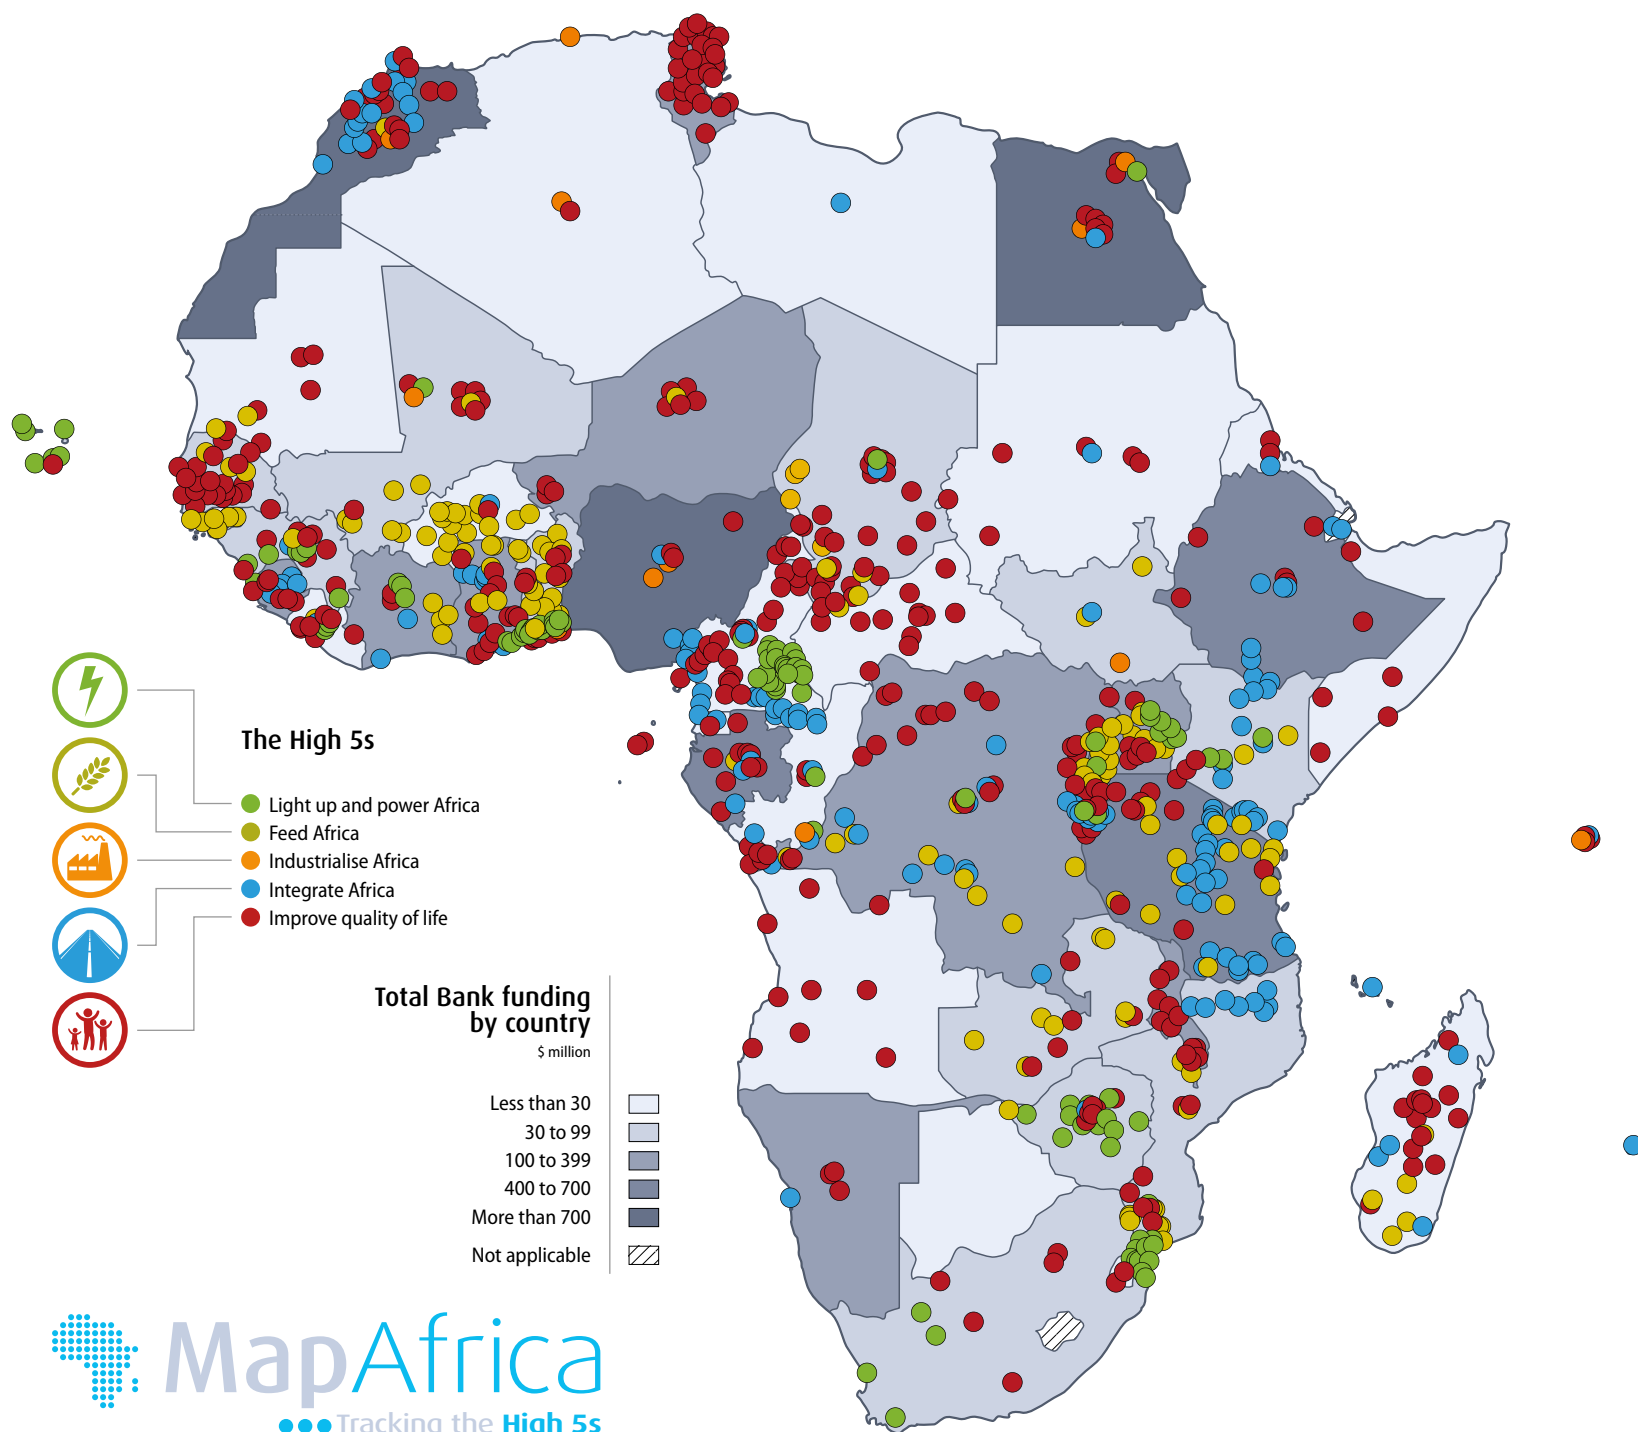 The High 5s
Light up and power Africa
Feed Africa
Industrialise Africa
Integrate Africa
Improve quality of life
Total Bank funding
by country
$ million
Less than 30
30 to 99
100 to 399
400 to 700
More than 700
Not applicable
MapAfrica
Tracking the High 5s